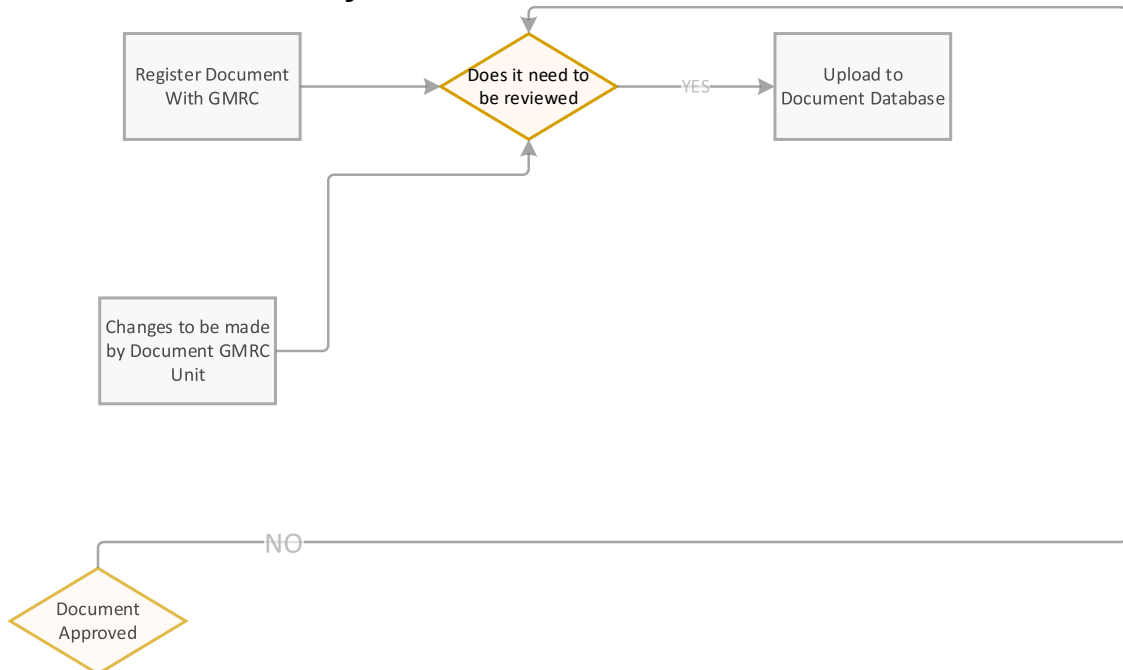 Register Document
With GMRC
Does it need to
be reviewed
YES
Upload to
Document Database
Changes to be made
by Document GMRC
Unit
NO
Document
Approved